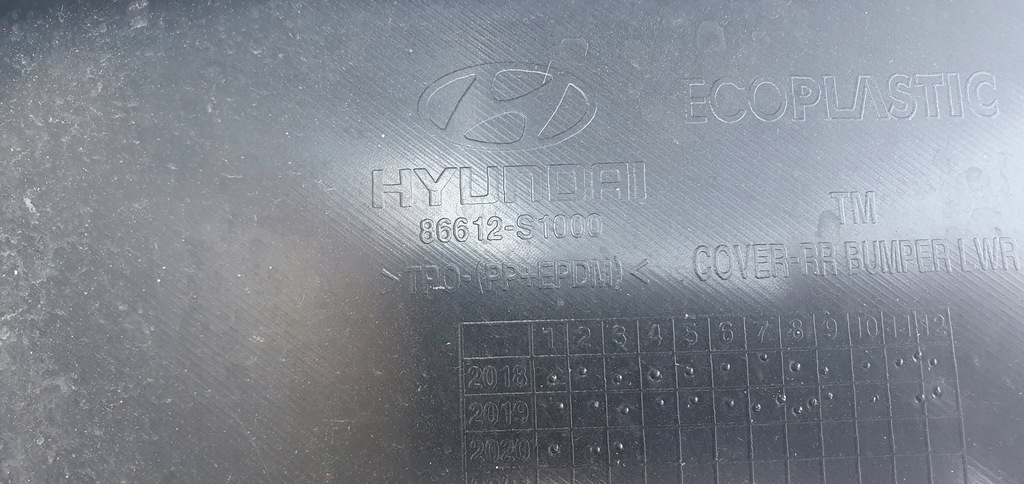 ECOPLASTIC
HYUNDAI
86612-S1000
TM
>TPO-(PP+EPDM)<
COVER-RR BUMPER LWR
1 2 3 4 5 6 7 8 9 10 11 12
2018
2019
2020